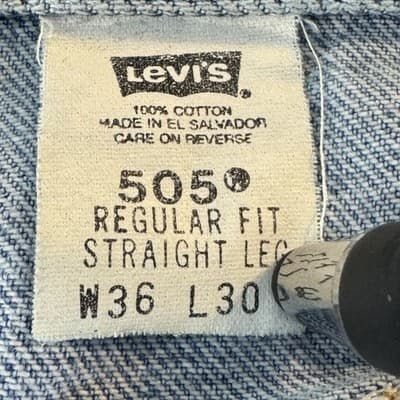 Levi's®
100% COTTON
MADE IN EL SALVADOR
CARE ON REVERSE
505®
REGULAR FIT
STRAIGHT LEG
W36 L30